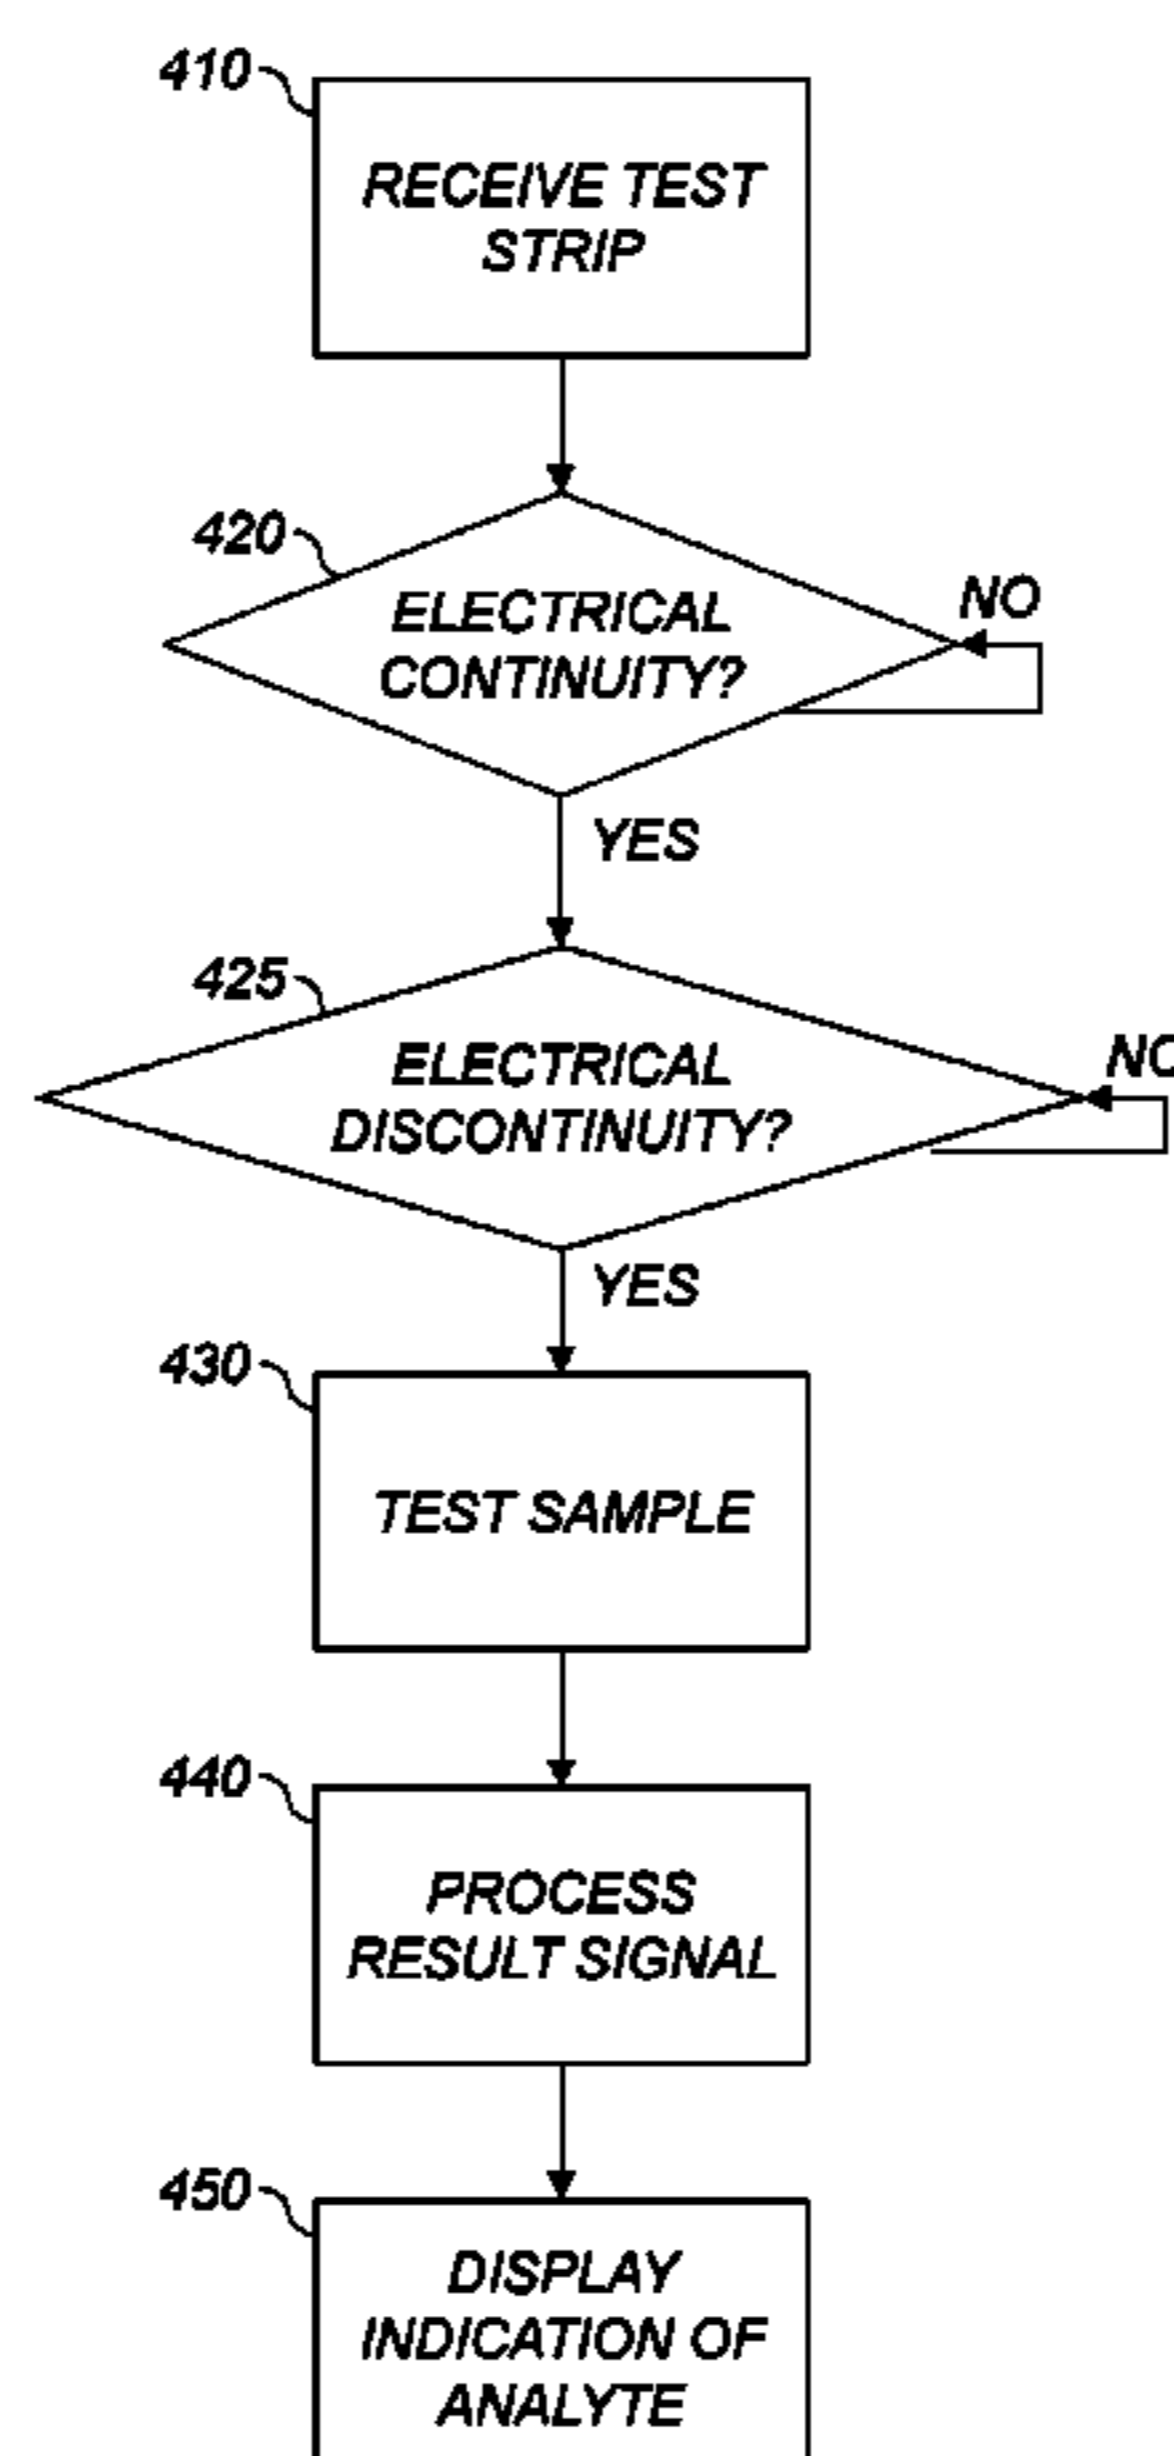 410
RECEIVE TEST
STRIP
420
ELECTRICAL
CONTINUITY?
NO
YES
425
ELECTRICAL
DISCONTINUITY?
NO
YES
430
TEST SAMPLE
440
PROCESS
RESULT SIGNAL
450
DISPLAY
INDICATION OF
ANALYTE